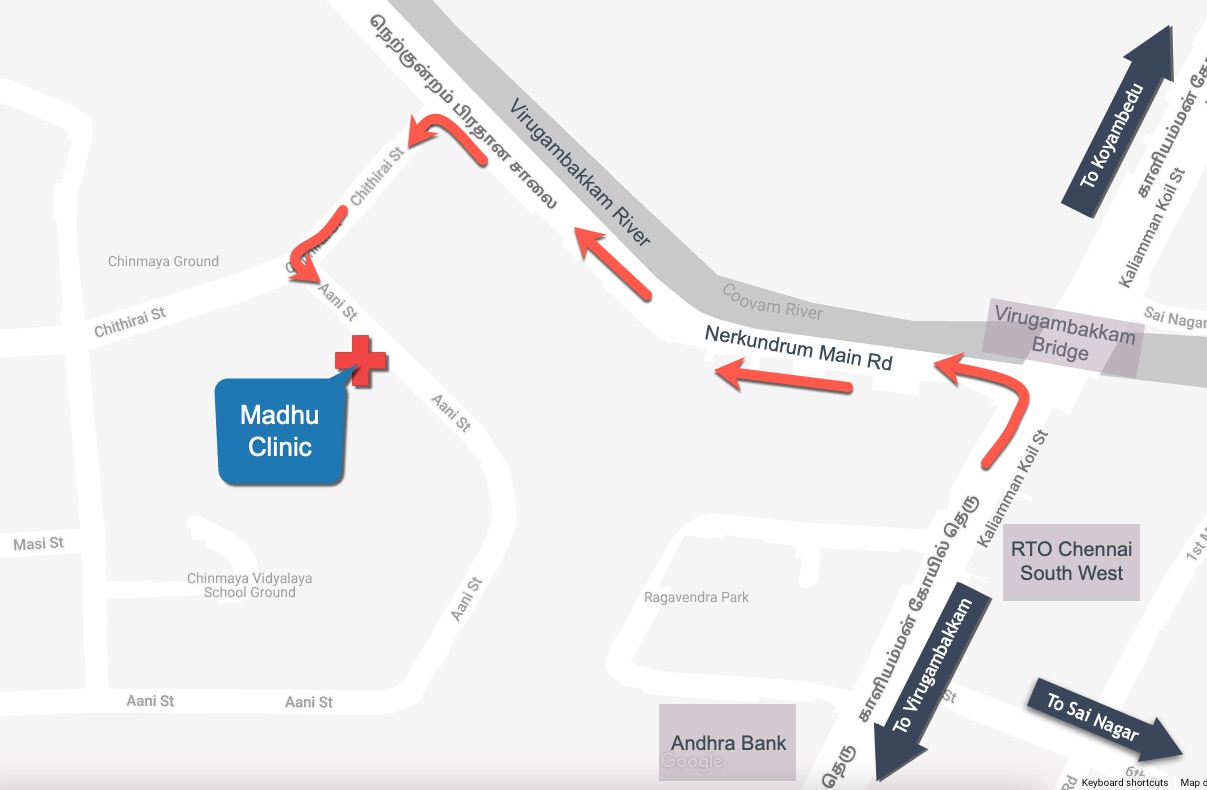 நெற்குன்றம் பிரதான சாலை
Virugambakkam River
To Koyambedu
Kaliamman Koil St
Chithirai St
Chinmaya Ground
Chithirai St
Aani St
Coovam River
Nerkundrum Main Rd
Virugambakkam
Bridge
Sai Nagar
Madhu
Clinic
Aani St
Kaliamman Koil St
காளியம்மன் கோயில் தெரு
RTO Chennai
South West
Masi St
Chinmaya Vidyalaya
School Ground
Aani St
Ragavendra Park
To Virugambakkam
St
To Sai Nagar
Aani St
Aani St
Andhra Bank
Google
தெரு
6th
Rd
Keyboard shortcuts
Map d